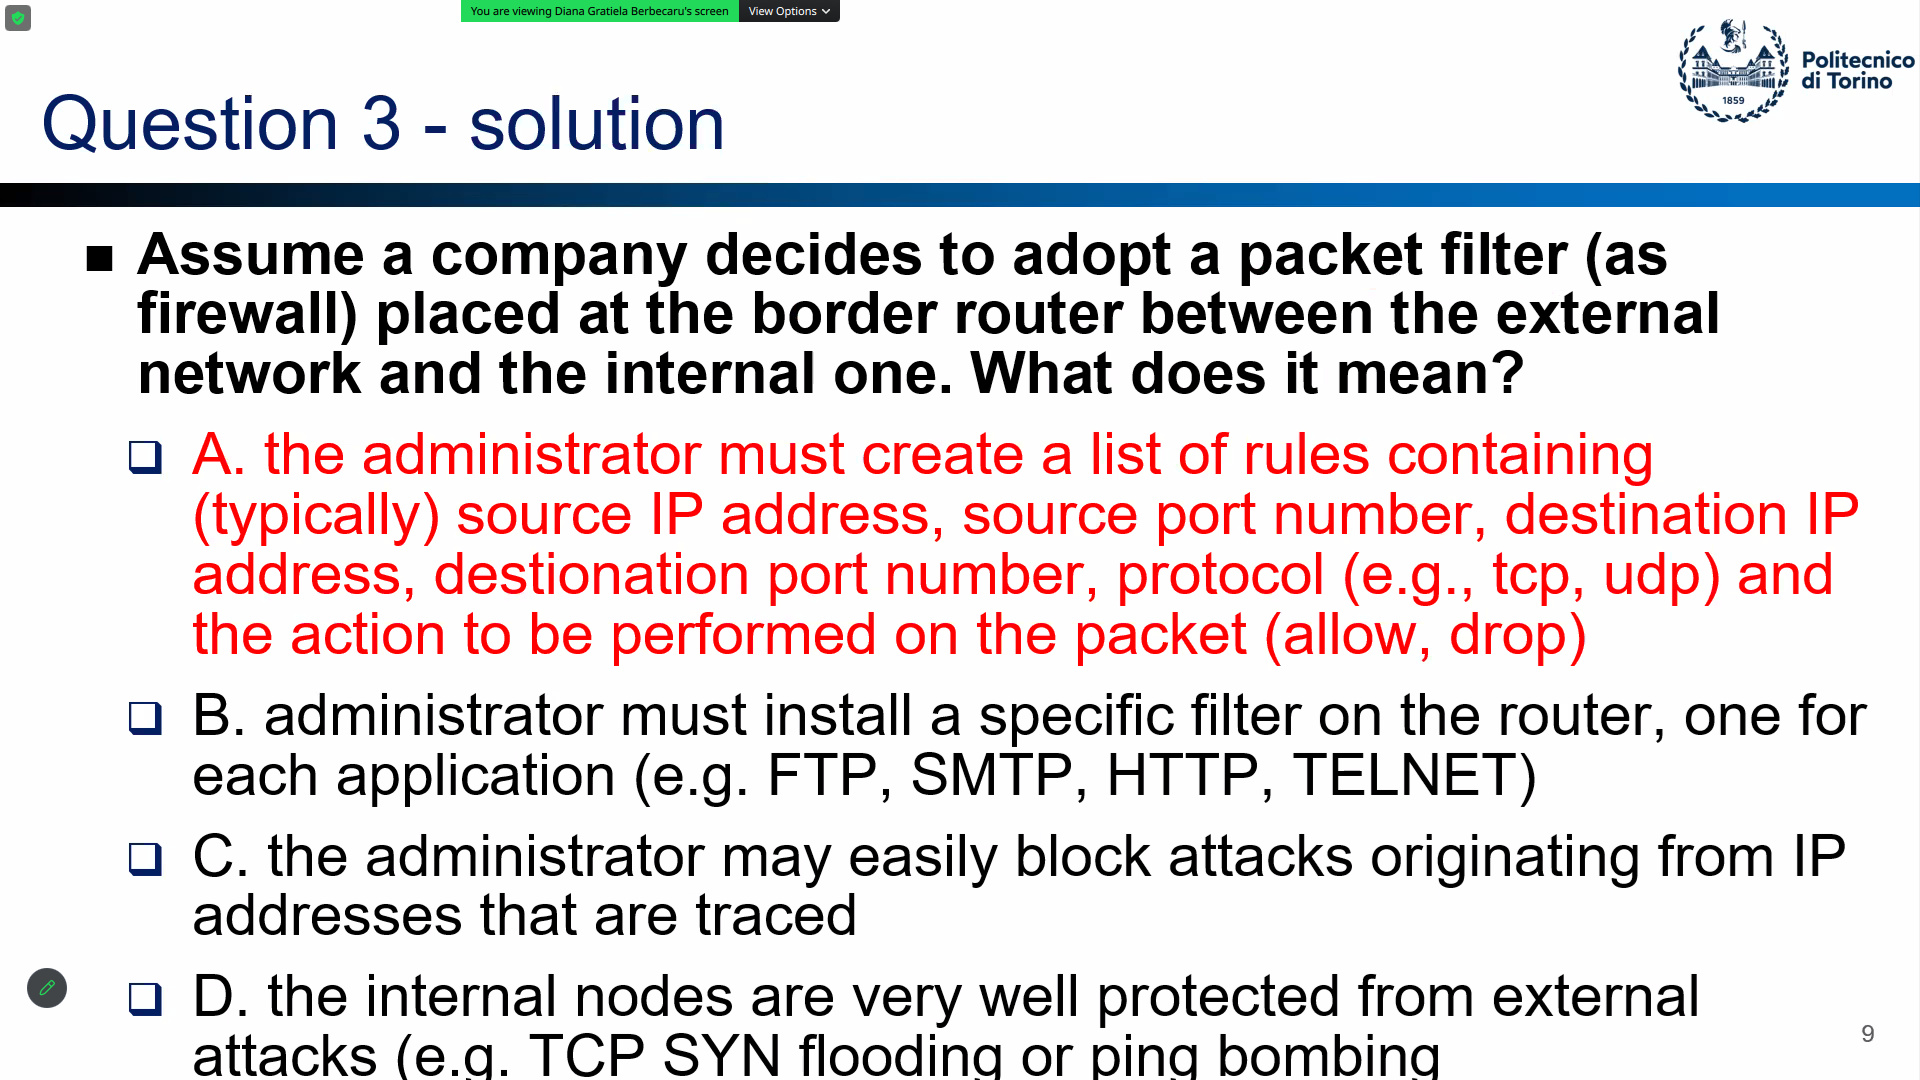 You are viewing Diana Gratiela Berbecaru's screen
View Options
1859
Politecnico
di Torino
Question 3 - solution
Assume a company decides to adopt a packet filter (as
firewall) placed at the border router between the external
network and the internal one. What does it mean?
A. the administrator must create a list of rules containing
(typically) source IP address, source port number, destination IP
address, destionation port number, protocol (e.g., tcp, udp) and
the action to be performed on the packet (allow, drop)
B. administrator must install a specific filter on the router, one for
each application (e.g. FTP, SMTP, HTTP, TELNET)
C. the administrator may easily block attacks originating from IP
addresses that are traced
D. the internal nodes are very well protected from external
attacks (e.g. TCP SYN flooding or ping bombing
9